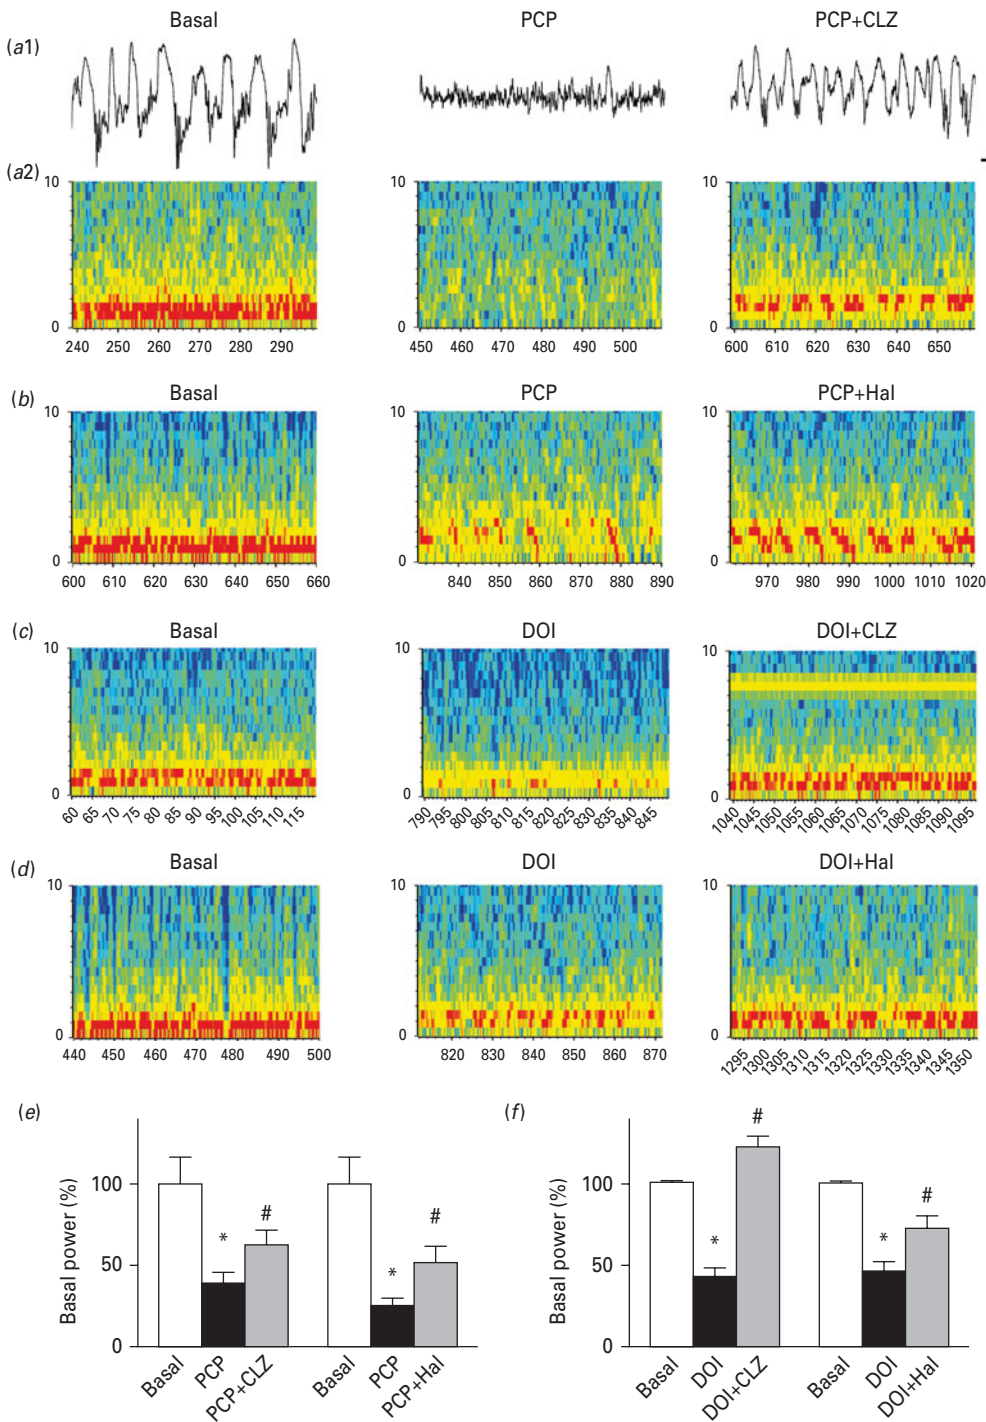 Basal PCP PCP+CLZ
(a1)
(a2)
10 10 10
0 0 0
240 250 260 270 280 290 450 460 470 480 490 500 600 610 620 630 640 650
(b) Basal PCP PCP+Hal
10 10 10
0 0 0
600 610 620 630 640 650 660 840 850 860 870 880 890 970 980 990 1000 1010 1020
(c) Basal DOI DOI+CLZ
10 10 10
0 0 0
60 65 70 75 80 85 90 95 100 105 110 115 790 795 800 805 810 815 820 825 830 835 840 845 1040 1045 1050 1055 1060 1065 1070 1075 1080 1085 1090 1095
(d) Basal DOI DOI+Hal
10 10 10
0 0 0
440 450 460 470 480 490 500 820 830 840 850 860 870 1295 1300 1305 1310 1315 1320 1325 1330 1335 1340 1345 1350
(e)
Basal power (%)
100
50
0
* # * #
Basal PCP PCP+CLZ Basal PCP PCP+Hal
(f)
Basal power (%)
100
50
0
* # * #
Basal DOI DOI+CLZ Basal DOI DOI+Hal